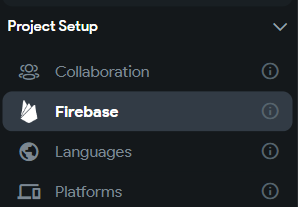 Project Setup
Collaboration
Firebase
Languages
Platforms